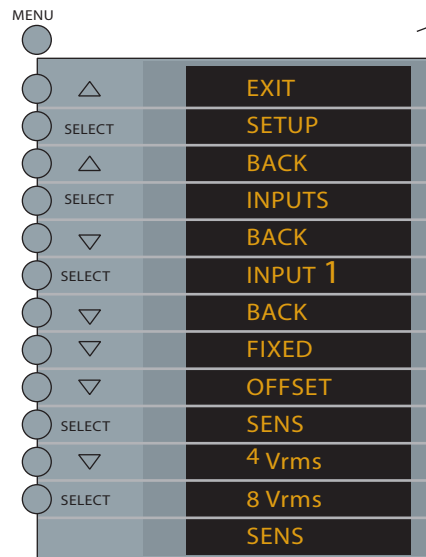 MENU
EXIT
SELECT SETUP
BACK
SELECT INPUTS
BACK
SELECT INPUT 1
BACK
FIXED
OFFSET
SELECT SENS
4 Vrms
SELECT 8 Vrms
SENS